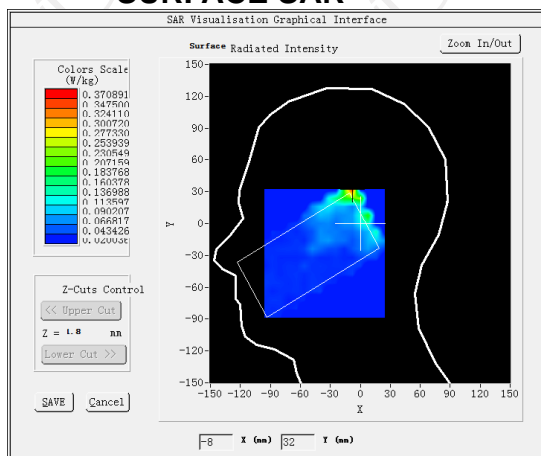 SURFACE SAR
SAR Visualisation Graphical Interface
Surface Radiated Intensity
Zoom In/Out
Colors Scale
(W/kg)
0.370891
0.347500
0.324110
0.300720
0.277330
0.253939
0.230549
0.207159
0.183768
0.160378
0.136988
0.113597
0.090207
0.066817
0.043426
150
120
90
60
30
0
-30
-60
-90
-120
-150
Y
-150 -120 -90 -60 -30 0 30 60 90 120 150
X
Z-Cuts Control
<< Upper Cut
Z = 1.8 mm
Lower Cut >>
SAVE Cancel
-8 X (mm) 32 Y (mm)